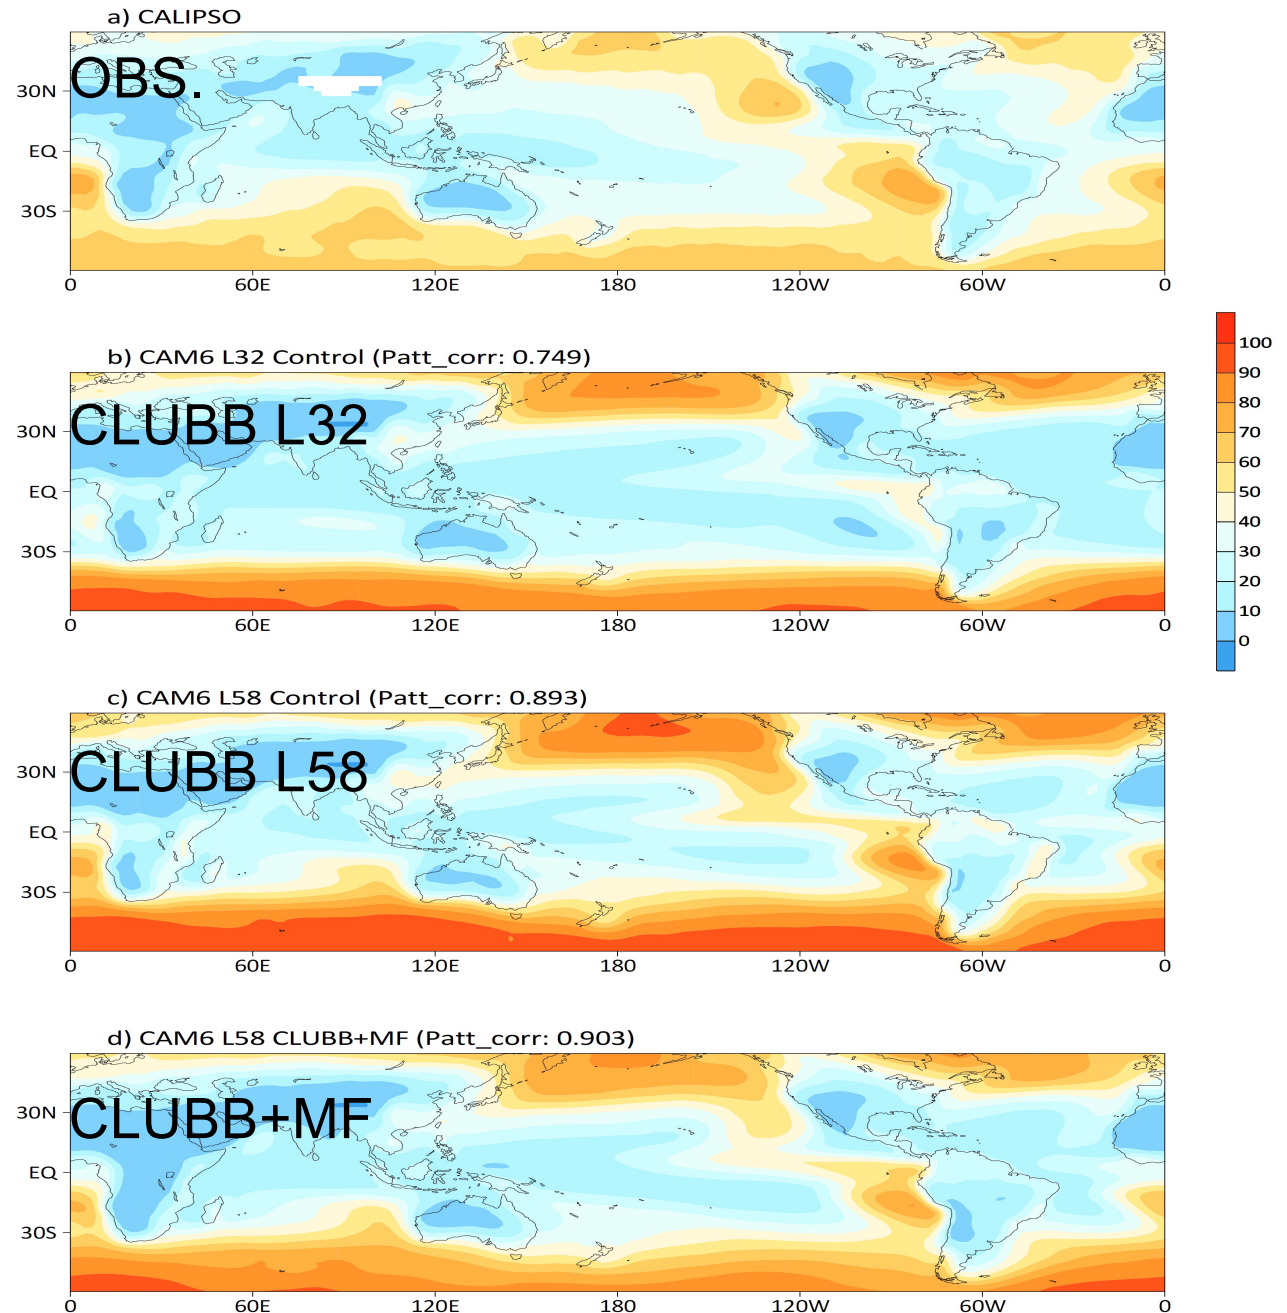 a) CALIPSO
OBS.
30N
EQ
30S
0 60E 120E 180 120W 60W 0
b) CAM6 L32 Control (Patt_corr: 0.749)
CLUBB L32
30N
EQ
30S
0 60E 120E 180 120W 60W 0
100
90
80
70
60
50
40
30
20
10
0
c) CAM6 L58 Control (Patt_corr: 0.893)
CLUBB L58
30N
EQ
30S
0 60E 120E 180 120W 60W 0
d) CAM6 L58 CLUBB+MF (Patt_corr: 0.903)
CLUBB+MF
30N
EQ
30S
0 60E 120E 180 120W 60W 0